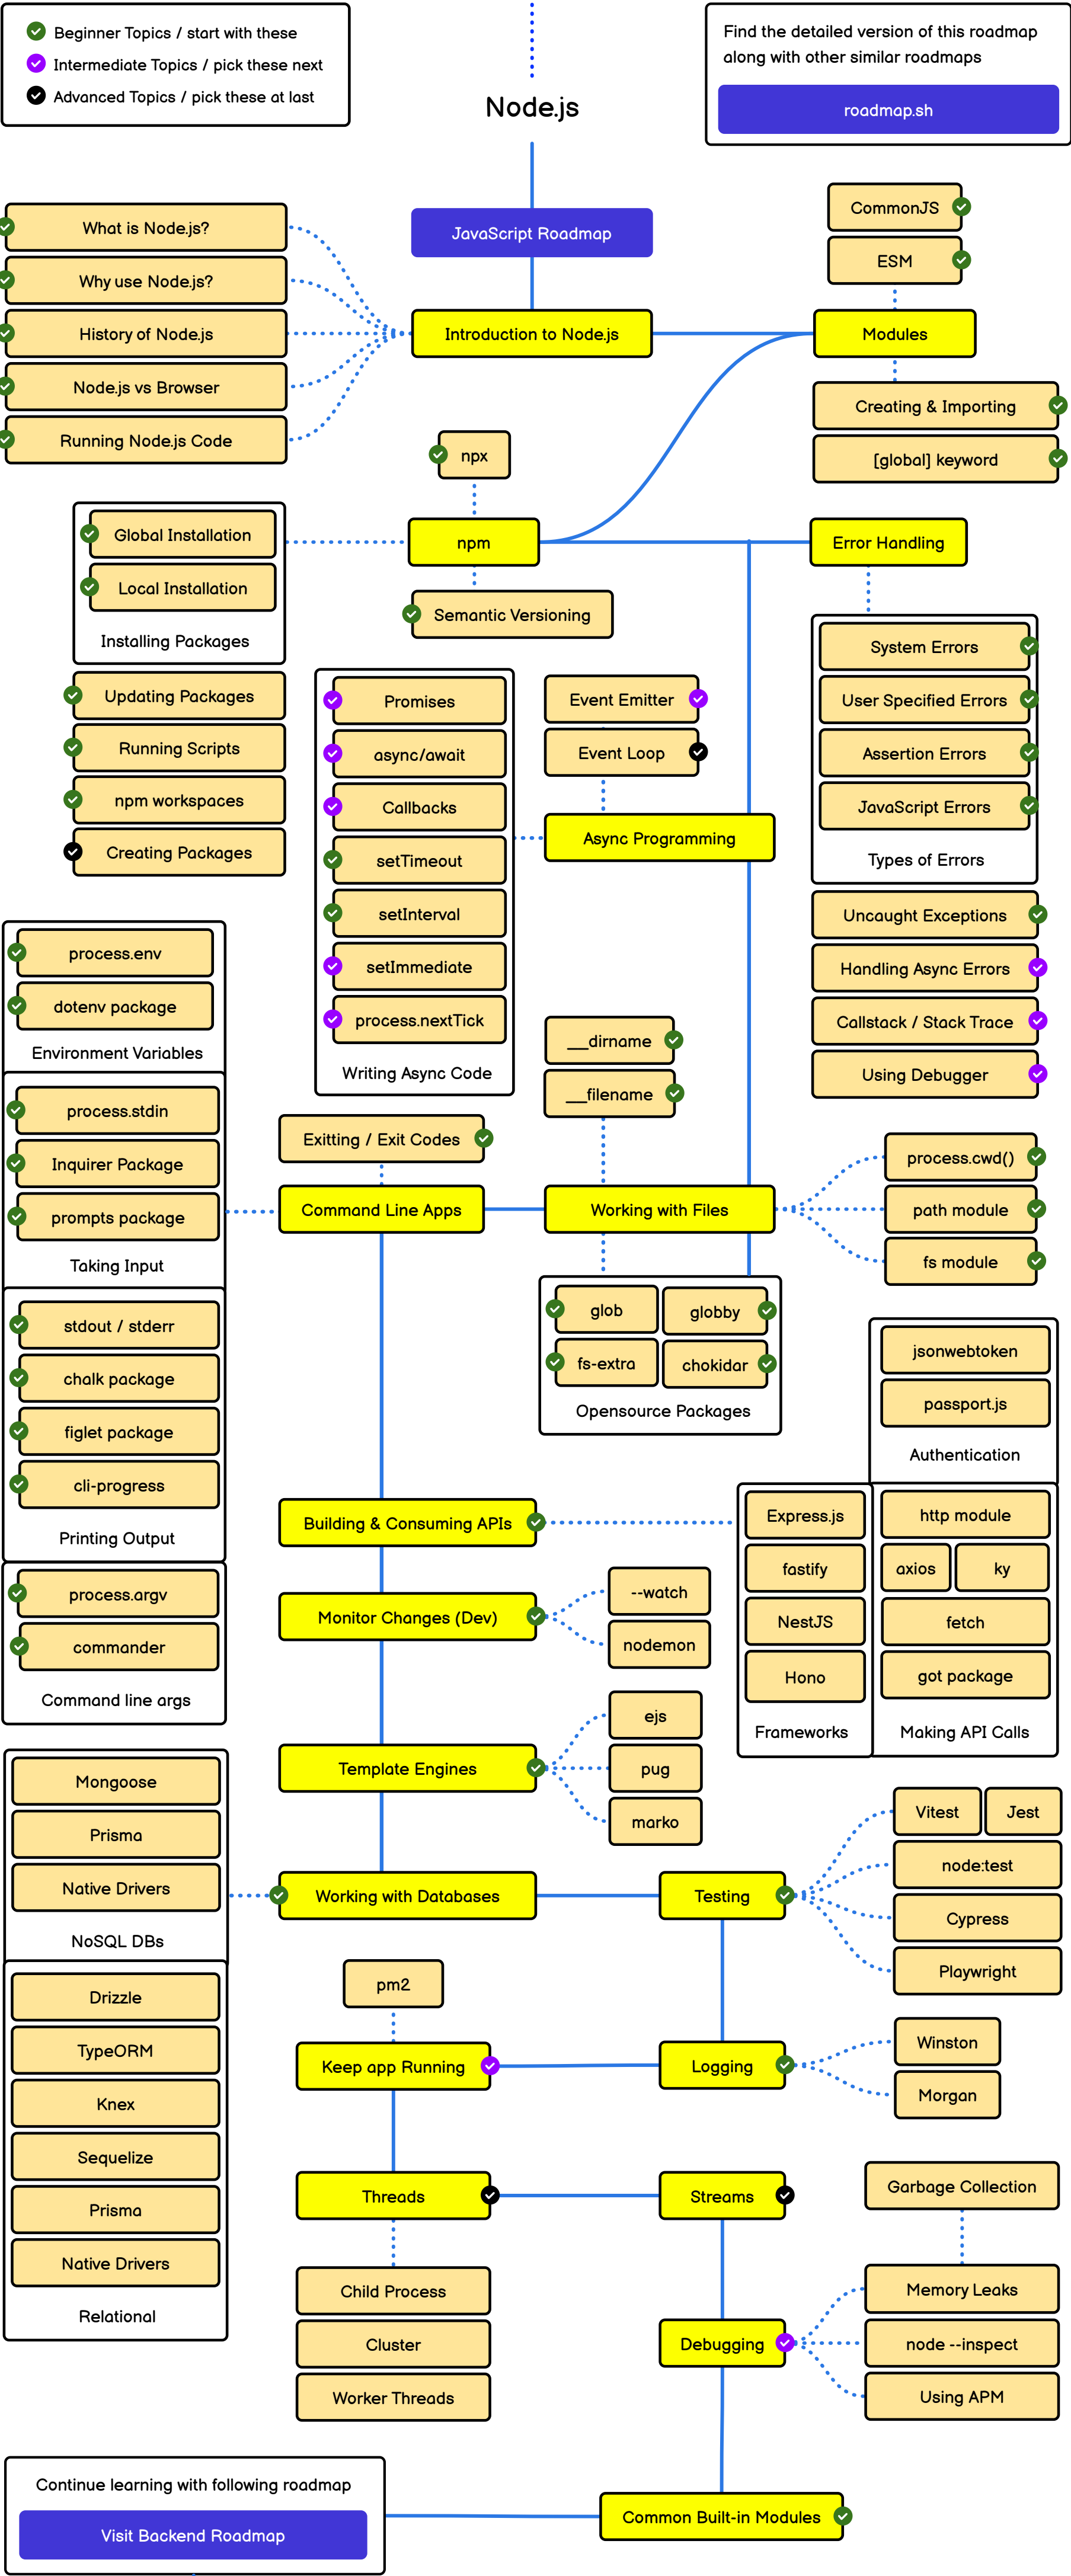 Beginner Topics / start with these
Intermediate Topics / pick these next
Advanced Topics / pick these at last
Find the detailed version of this roadmap
along with other similar roadmaps
roadmap.sh
Node.js
JavaScript Roadmap
What is Node.js?
Why use Node.js?
History of Node.js
Node.js vs Browser
Running Node.js Code
Introduction to Node.js
CommonJS
ESM
Modules
Creating & Importing
[global] keyword
npx
npm
Semantic Versioning
Global Installation
Local Installation
Installing Packages
Updating Packages
Running Scripts
npm workspaces
Creating Packages
Error Handling
System Errors
User Specified Errors
Assertion Errors
JavaScript Errors
Types of Errors
Uncaught Exceptions
Handling Async Errors
Callstack / Stack Trace
Using Debugger
Promises
async/await
Callbacks
setTimeout
setInterval
setImmediate
process.nextTick
Writing Async Code
Event Emitter
Event Loop
Async Programming
process.env
dotenv package
Environment Variables
process.stdin
Inquirer Package
prompts package
Taking Input
stdout / stderr
chalk package
figlet package
cli-progress
Printing Output
process.argv
commander
Command line args
Exitting / Exit Codes
Command Line Apps
__dirname
__filename
Working with Files
process.cwd()
path module
fs module
glob
globby
fs-extra
chokidar
Opensource Packages
jsonwebtoken
passport.js
Authentication
Building & Consuming APIs
Express.js
fastify
NestJS
Hono
Frameworks
http module
axios
ky
fetch
got package
Making API Calls
Monitor Changes (Dev)
--watch
nodemon
Template Engines
ejs
pug
marko
Mongoose
Prisma
Native Drivers
NoSQL DBs
Drizzle
TypeORM
Knex
Sequelize
Prisma
Native Drivers
Relational
Working with Databases
Testing
Vitest
Jest
node:test
Cypress
Playwright
pm2
Keep app Running
Logging
Winston
Morgan
Threads
Streams
Child Process
Cluster
Worker Threads
Garbage Collection
Debugging
Memory Leaks
node --inspect
Using APM
Common Built-in Modules
Continue learning with following roadmap
Visit Backend Roadmap